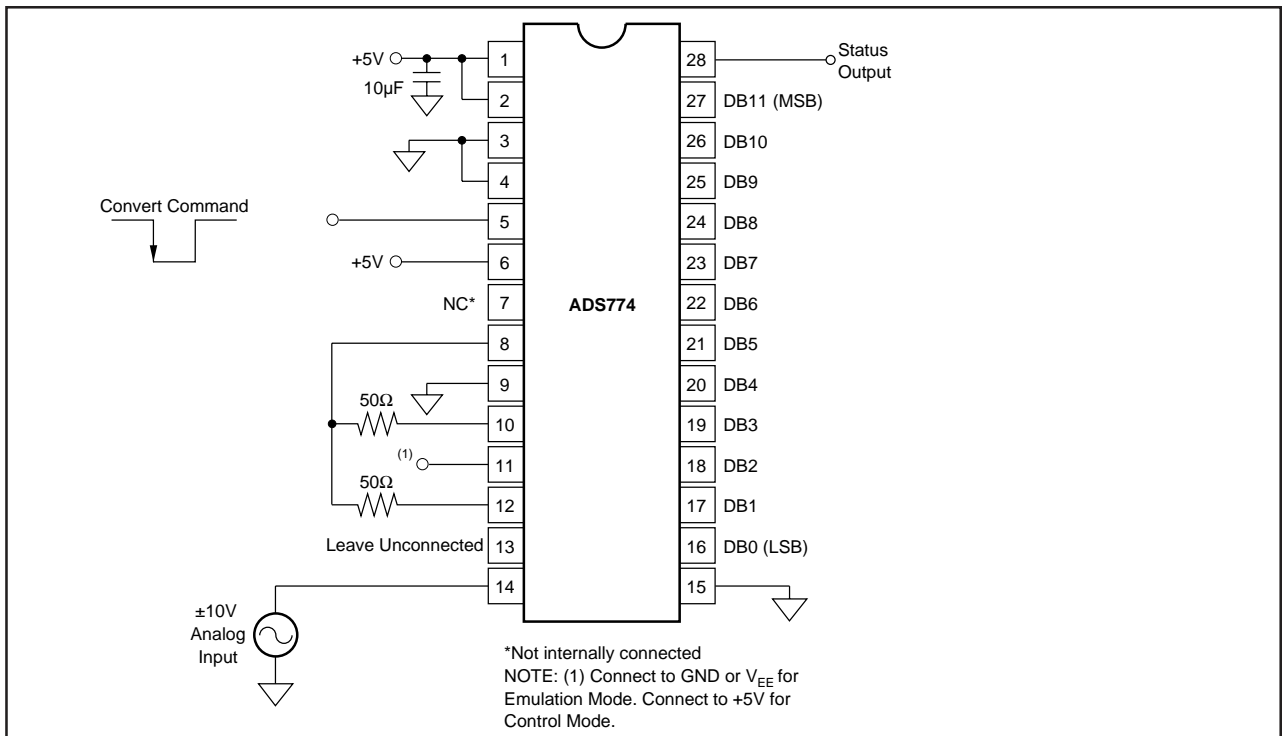 +5V
10µF
1
2
3
4
Convert Command
5
+5V
6
NC*
7
8
9
50Ω
10
(1)
11
50Ω
12
Leave Unconnected
13
14
±10V
Analog
Input
ADS774
28
Status
Output
27
DB11 (MSB)
26
DB10
25
DB9
24
DB8
23
DB7
22
DB6
21
DB5
20
DB4
19
DB3
18
DB2
17
DB1
16
DB0 (LSB)
15
*Not internally connected
NOTE: (1) Connect to GND or VEE for
Emulation Mode. Connect to +5V for
Control Mode.